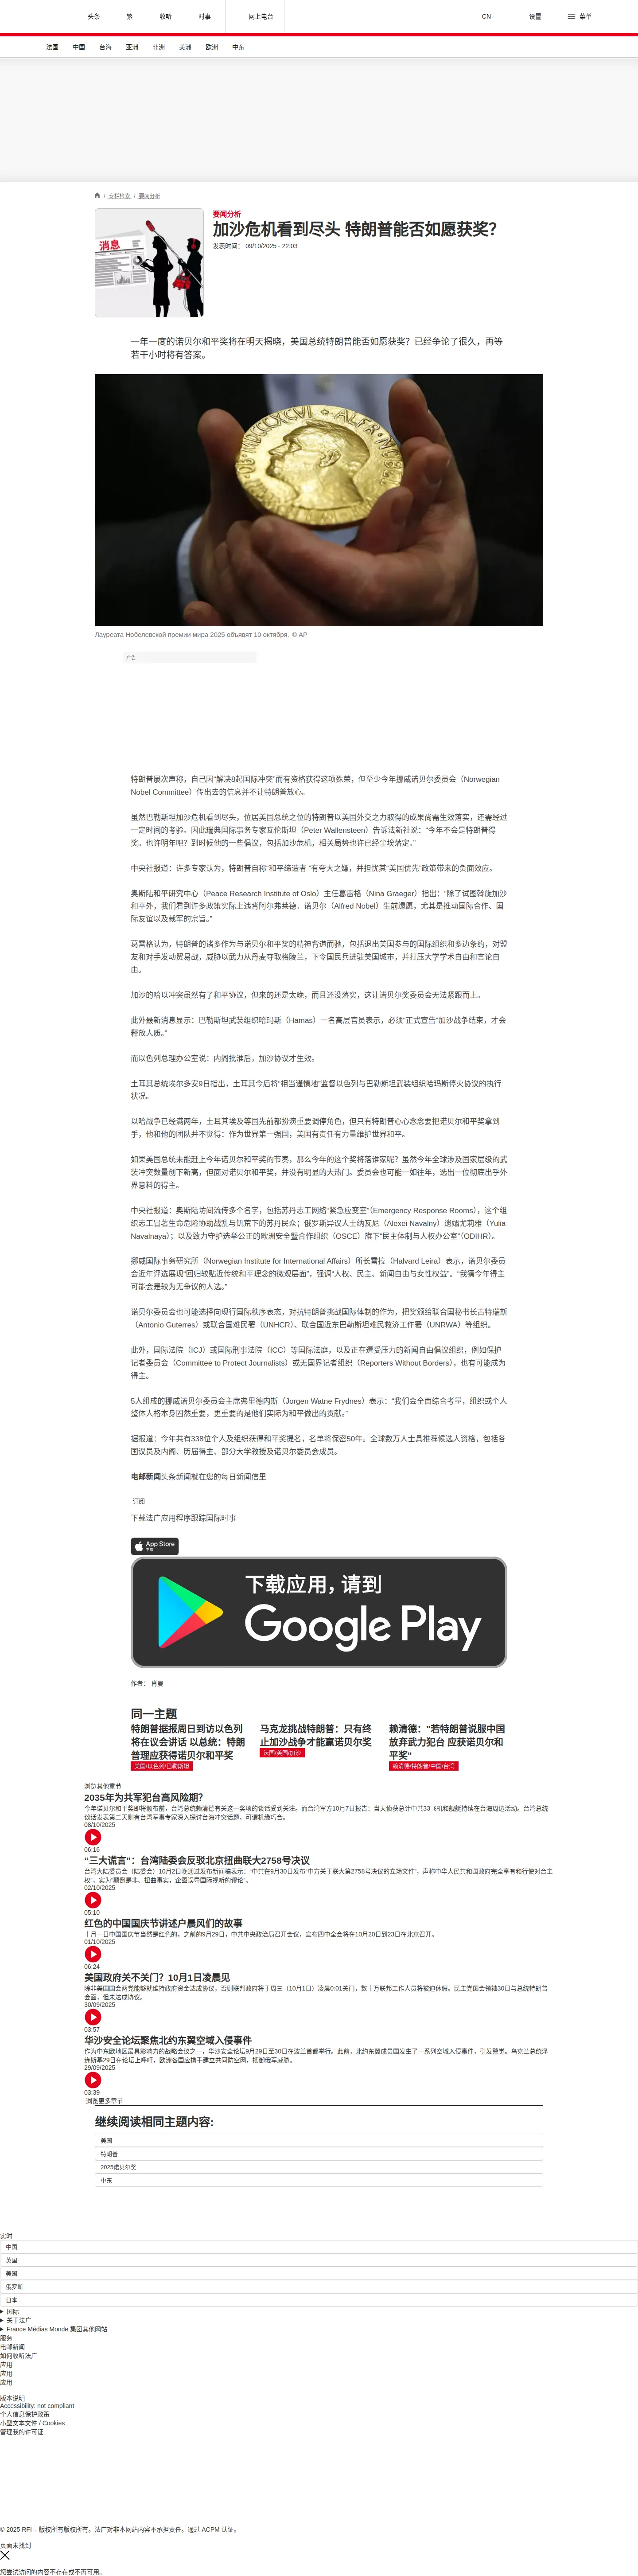 头条
繁
收听
时事
网上电台
CN
设置
菜单
法国
中国
台海
亚洲
非洲
美洲
欧洲
中东
/ 专栏检索 / 要闻分析
消息
要闻分析
加沙危机看到尽头 特朗普能否如愿获奖？
发表时间： 09/10/2025 - 22:03
一年一度的诺贝尔和平奖将在明天揭晓，美国总统特朗普能否如愿获奖？已经争论了很久，再等
若干小时将有答案。
Лауреата Нобелевской премии мира 2025 объявят 10 октября. © AP
广告
特朗普屡次声称，自己因“解决8起国际冲突”而有资格获得这项殊荣，但至少今年挪威诺贝尔委员会（Norwegian
Nobel Committee）传出去的信息并不让特朗普放心。
虽然巴勒斯坦加沙危机看到尽头，位居美国总统之位的特朗普以美国外交之力取得的成果尚需生效落实，还需经过
一定时间的考验。因此瑞典国际事务专家瓦伦斯坦（Peter Wallensteen）告诉法新社说：“今年不会是特朗普得
奖。也许明年吧？到时候他的一些倡议，包括加沙危机，相关局势也许已经尘埃落定。”
中央社报道：许多专家认为，特朗普自称“和平缔造者 ”有夸大之嫌，并担忧其“美国优先”政策带来的负面效应。
奥斯陆和平研究中心（Peace Research Institute of Oslo）主任葛雷格（Nina Graeger）指出：“除了试图斡旋加沙
和平外，我们看到许多政策实际上违背阿尔弗莱德．诺贝尔（Alfred Nobel）生前遗愿，尤其是推动国际合作、国
际友谊以及裁军的宗旨。”
葛雷格认为，特朗普的诸多作为与诺贝尔和平奖的精神背道而驰，包括退出美国参与的国际组织和多边条约，对盟
友和对手发动贸易战，威胁以武力从丹麦夺取格陵兰，下令国民兵进驻美国城市，并打压大学学术自由和言论自
由。
加沙的哈以冲突虽然有了和平协议，但来的还是太晚，而且还没落实，这让诺贝尔奖委员会无法紧跟而上。
此外最新消息显示：巴勒斯坦武装组织哈玛斯（Hamas）一名高层官员表示，必须“正式宣告”加沙战争结束，才会
释放人质。”
而以色列总理办公室说：内阁批淮后，加沙协议才生效。
土耳其总统埃尔多安9日指出，土耳其今后将“相当谨慎地”监督以色列与巴勒斯坦武装组织哈玛斯停火协议的执行
状况。
以哈战争已经满两年，土耳其埃及等国先前都扮演重要调停角色，但只有特朗普心心念念要把诺贝尔和平奖拿到
手，他和他的团队并不觉得：作为世界第一强国，美国有责任有力量维护世界和平。
如果美国总统未能赶上今年诺贝尔和平奖的节奏，那么今年的这个奖将落谁家呢？虽然今年全球涉及国家层级的武
装冲突数量创下新高，但面对诺贝尔和平奖，并没有明显的大热门。委员会也可能一如往年，选出一位彻底出乎外
界意料的得主。
中央社报道：奥斯陆坊间流传多个名字，包括苏丹志工网络“紧急应变室”（Emergency Response Rooms），这个组
织志工冒著生命危险协助战乱与饥荒下的苏丹民众；俄罗斯异议人士纳瓦尼（Alexei Navalny）遗孀尤莉雅（Yulia
Navalnaya）；以及致力守护选举公正的欧洲安全暨合作组织（OSCE）旗下“民主体制与人权办公室”（ODIHR）。
挪威国际事务研究所（Norwegian Institute for International Affairs）所长雷拉（Halvard Leira）表示，诺贝尔委员
会近年评选展现“回归较贴近传统和平理念的微观层面”，强调“人权、民主、新闻自由与女性权益”。“我猜今年得主
可能会是较为无争议的人选。”
诺贝尔委员会也可能选择向现行国际秩序表态，对抗特朗普挑战国际体制的作为，把奖颁给联合国秘书长古特瑞斯
（Antonio Guterres）或联合国难民署（UNHCR）、联合国近东巴勒斯坦难民救济工作署（UNRWA）等组织。
此外，国际法院（ICJ）或国际刑事法院（ICC）等国际法庭，以及正在遭受压力的新闻自由倡议组织，例如保护
记者委员会（Committee to Protect Journalists）或无国界记者组织（Reporters Without Borders），也有可能成为
得主。
5人组成的挪威诺贝尔委员会主席弗里德内斯（Jorgen Watne Frydnes）表示：“我们会全面综合考量，组织或个人
整体人格本身固然重要，更重要的是他们实际为和平做出的贡献。”
据报道：今年共有338位个人及组织获得和平奖提名，名单将保密50年。全球数万人士具推荐候选人资格，包括各
国议员及内阁、历届得主、部分大学教授及诺贝尔委员会成员。
电邮新闻头条新闻就在您的每日新闻信里
订阅
下载法广应用程序跟踪国际时事
App Store
下载
下载应用，请到
Google Play
作者： 肖曼
同一主题
特朗普据报周日到访以色列
将在议会讲话 以总统：特朗
普理应获得诺贝尔和平奖
美国/以色列/巴勒斯坦
马克龙挑战特朗普：只有终
止加沙战争才能赢诺贝尔奖
法国/美国/加沙
赖清德："若特朗普说服中国
放弃武力犯台 应获诺贝尔和
平奖"
赖清德/特朗普/中国/台湾
浏览其他章节
2035年为共军犯台高风险期？
今年诺贝尔和平奖即将颁布前，台湾总统赖清德有关这一奖项的谈话受到关注。而台湾军方10月7日报告：当天侦获总计中共33飞机和舰艇持续在台海周边活动。台湾总统
谈话发表第二天则有台湾军事专家深入探讨台海冲突话题，可谓机缘巧合。
08/10/2025
06:16
“三大谎言”：台湾陆委会反驳北京扭曲联大2758号决议
台湾大陆委员会（陆委会）10月2日晚通过发布新闻稿表示：“中共在9月30日发布“中方关于联大第2758号决议的立场文件”，声称中华人民共和国政府完全享有和行使对台主
权”，实为“颠倒是非、扭曲事实，企图误导国际视听的谬论”。
02/10/2025
05:10
红色的中国国庆节讲述户晨风们的故事
十月一日中国国庆节当然是红色的，之前的9月29日，中共中央政治局召开会议，宣布四中全会将在10月20日到23日在北京召开。
01/10/2025
06:24
美国政府关不关门？10月1日凌晨见
除非美国国会两党能够就维持政府资金达成协议，否则联邦政府将于周三（10月1日）凌晨0:01关门，数十万联邦工作人员将被迫休假。民主党国会领袖30日与总统特朗普
会面，但未达成协议。
30/09/2025
03:57
华沙安全论坛聚焦北约东翼空域入侵事件
作为中东欧地区最具影响力的战略会议之一，华沙安全论坛9月29日至30日在波兰首都举行。此前，北约东翼成员国发生了一系列空域入侵事件，引发警觉。乌克兰总统泽
连斯基29日在论坛上呼吁，欧洲各国应携手建立共同防空网，抵御俄军威胁。
29/09/2025
03:39
浏览更多章节
继续阅读相同主题内容:
美国
特朗普
2025诺贝尔奖
中东
实时
中国
英国
美国
俄罗斯
日本
国际
关于法广
France Médias Monde 集团其他网站
服务
电邮新闻
如何收听法广
应用
应用
应用
版本说明
Accessibility: not compliant
个人信息保护政策
小型文本文件 / Cookies
管理我的许可证
© 2025 RFI – 版权所有版权所有。法广对非本网站内容不承担责任。通过 ACPM 认证。
页面未找到
您尝试访问的内容不存在或不再可用。